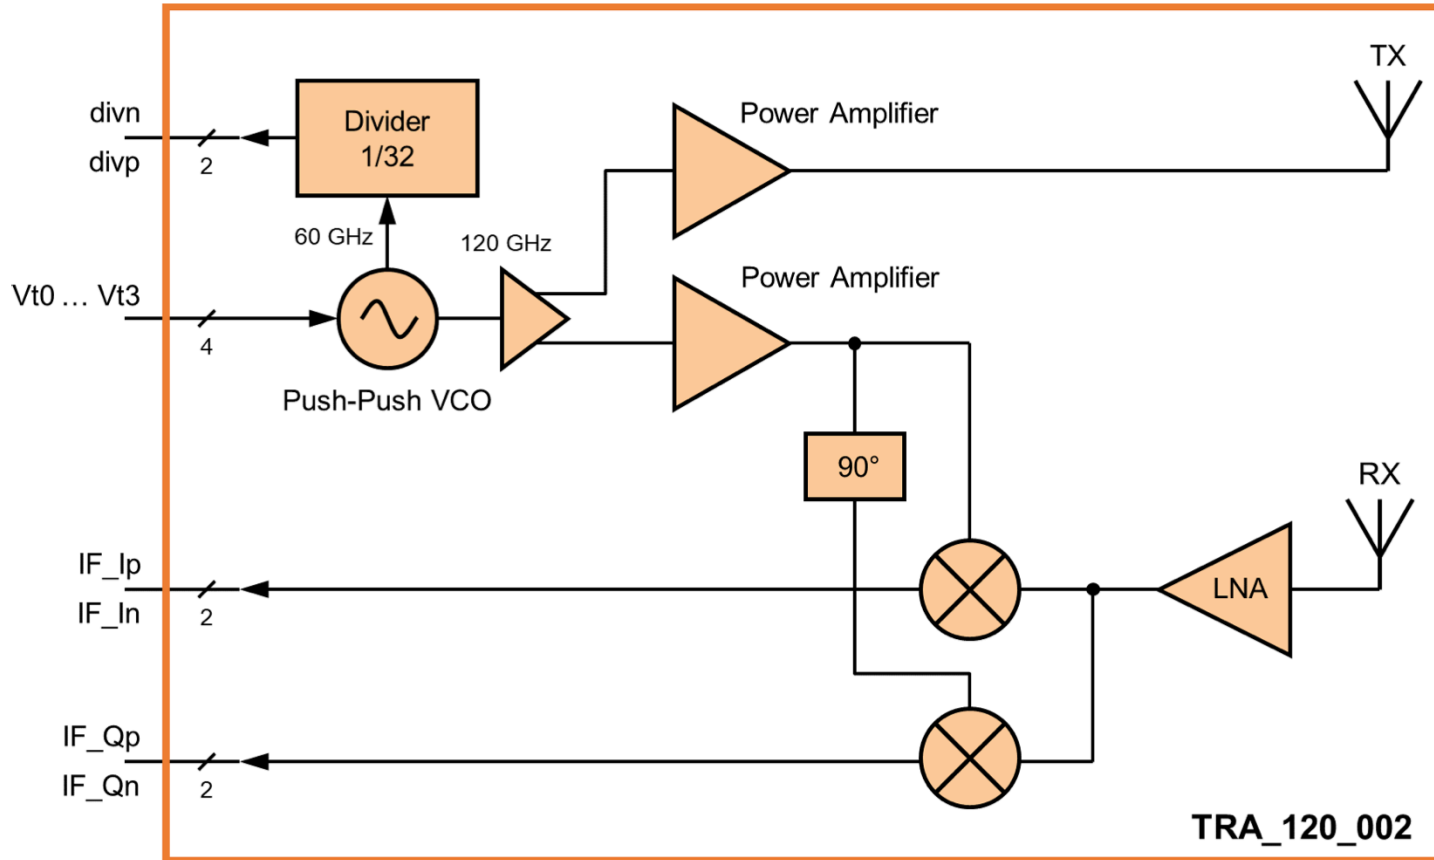 TX
divn
divp
2
Divider
1/32
Power Amplifier
60 GHz
120 GHz
Vt0 ... Vt3
4
Push-Push VCO
Power Amplifier
90°
RX
IF_Ip
IF_In
2
LNA
IF_Qp
IF_Qn
2
TRA_120_002